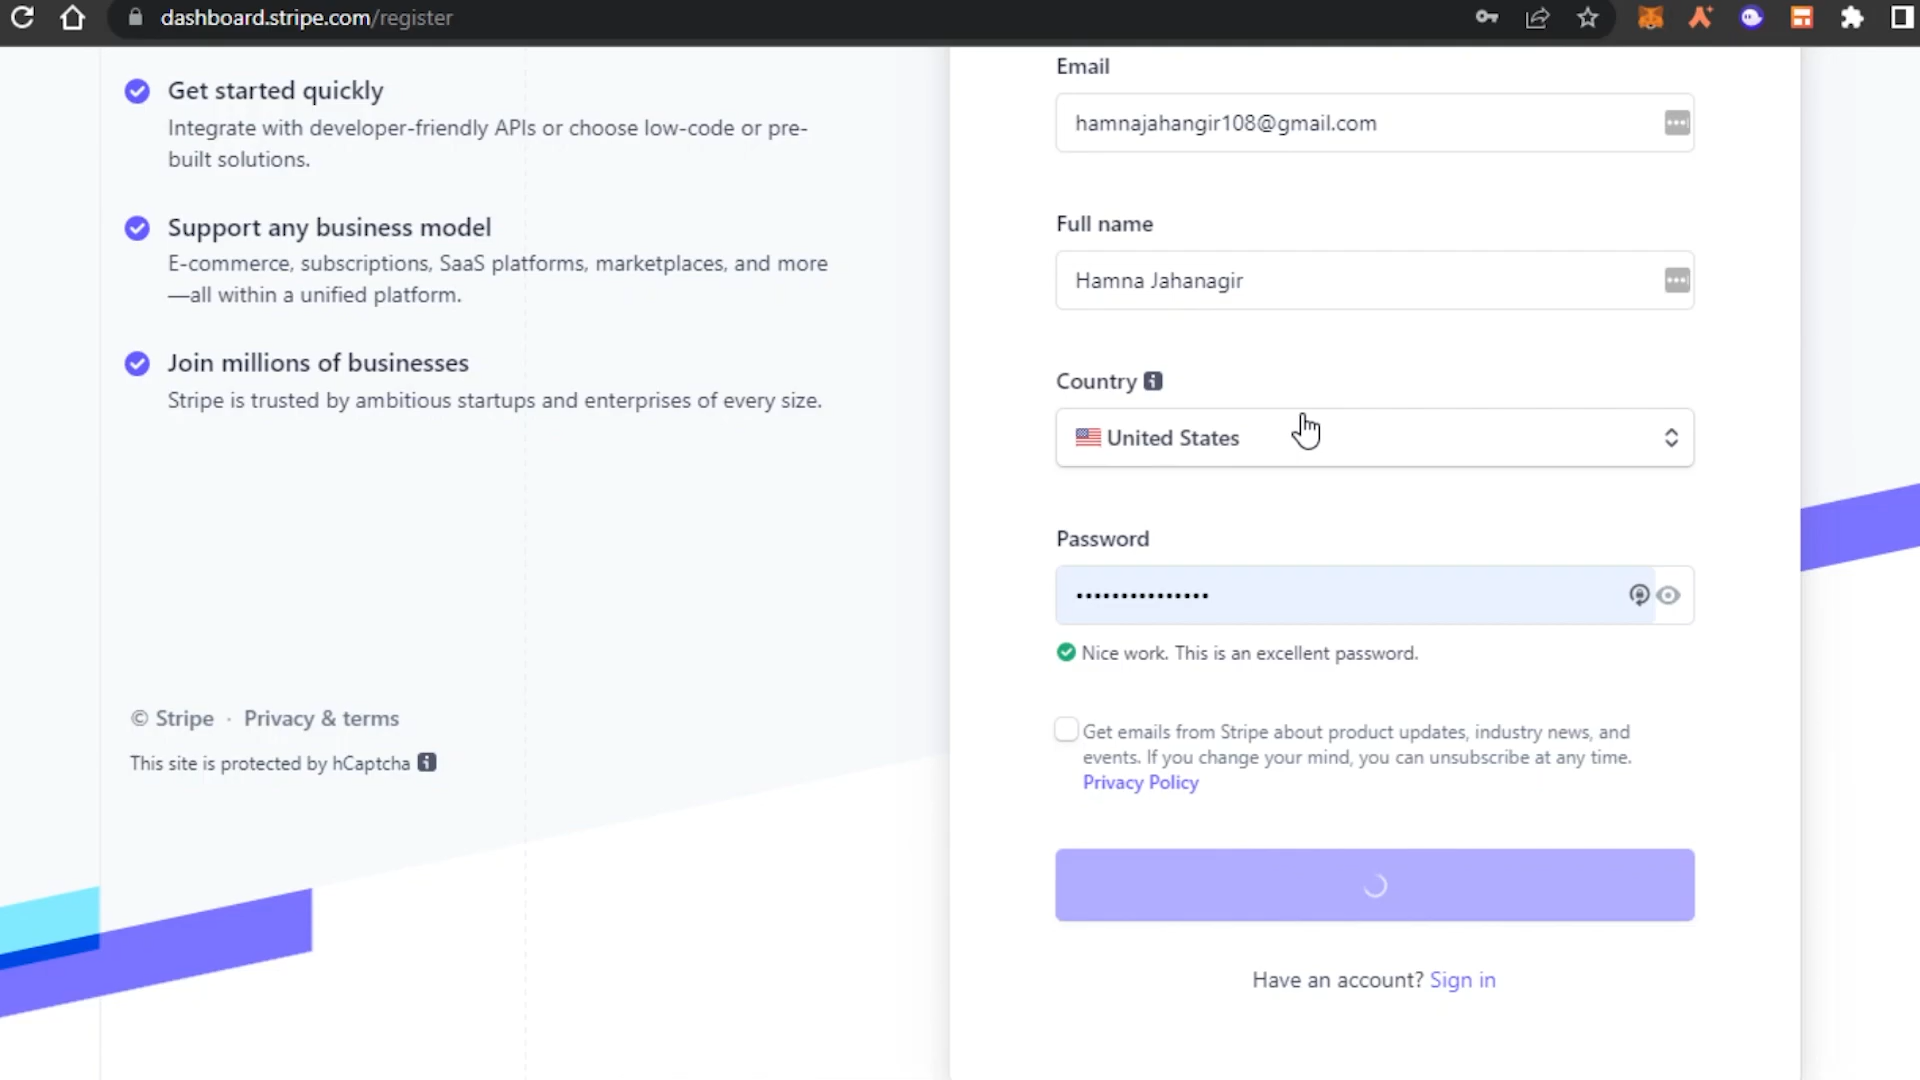 dashboard.stripe.com/register
Get started quickly
Integrate with developer-friendly APIs or choose low-code or pre-
built solutions.
Support any business model
E-commerce, subscriptions, SaaS platforms, marketplaces, and more
—all within a unified platform.
Join millions of businesses
Stripe is trusted by ambitious startups and enterprises of every size.
© Stripe · Privacy & terms
This site is protected by hCaptcha
Email
hamnajahangir108@gmail.com
Full name
Hamna Jahanagir
Country
United States
Password
•••••••••••••••
Nice work. This is an excellent password.
Get emails from Stripe about product updates, industry news, and
events. If you change your mind, you can unsubscribe at any time.
Privacy Policy
Have an account? Sign in